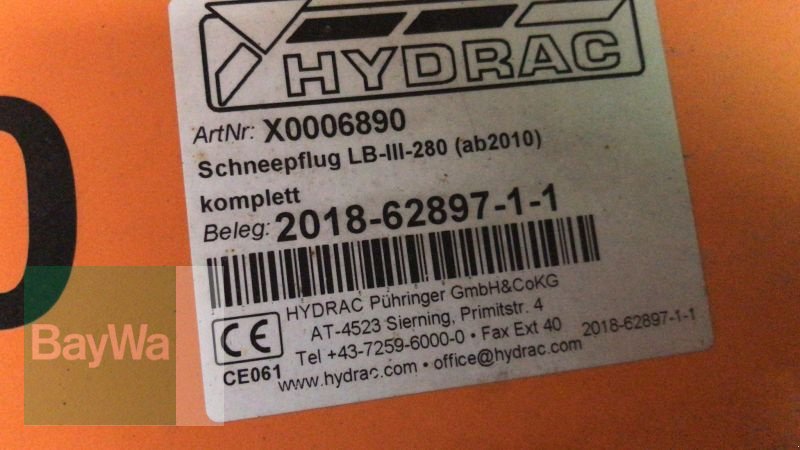 HYDRAC
ArtNr: X0006890
Schneepflug LB-III-280 (ab2010)
komplett
Beleg: 2018-62897-1-1
HYDRAC Pühringer GmbH&CoKG
AT-4523 Sierning, Primitstr. 4
Tel +43-7259-6000-0 • Fax Ext 40
2018-62897-1-1
www.hydrac.com • office@hydrac.com
CE
CE061
BayWa
0